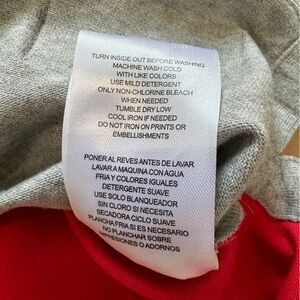 TURN INSIDE OUT BEFORE WASHING
MACHINE WASH COLD
WITH LIKE COLORS
USE MILD DETERGENT
ONLY NON-CHLORINE BLEACH
WHEN NEEDED
TUMBLE DRY LOW
COOL IRON IF NEEDED
DO NOT IRON ON PRINTS OR
EMBELLISHMENTS
PONER AL REVES ANTES DE LAVAR
LAVAR A MAQUINA CON AGUA
FRIA Y COLORES IGUALES
DETERGENTE SUAVE
USE SOLO BLANQUEADOR
SIN CLORO SI NECESITA
SECADORA CICLO SUAVE
PLANCHA FRIA SI ES NECESARIO
NO PLANCHAR SOBRE
IMPRESIONES O ADORNOS